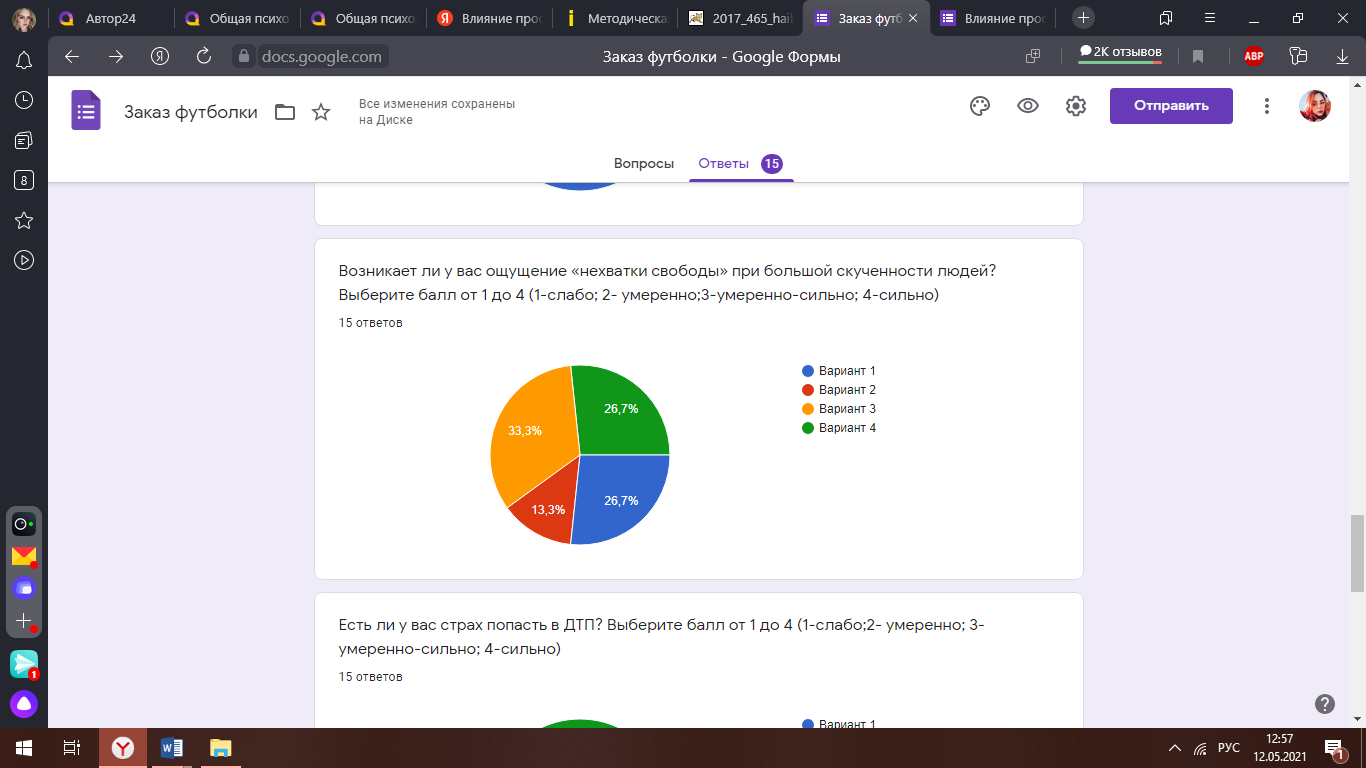 Автор24
Общая психо
Общая психо
Влияние прос
Методическа
2017_465_hai
Заказ футб
Влияние прос
docs.google.com
Заказ футболки - Google Формы
2K отзывов
ABP
Заказ футболки
Все изменения сохранены
на Диске
Отправить
Вопросы
Ответы 15
8
Возникает ли у вас ощущение «нехватки свободы» при большой скученности людей?
Выберите балл от 1 до 4 (1-слабо; 2- умеренно;3-умеренно-сильно; 4-сильно)
15 ответов
Вариант 1
Вариант 2
Вариант 3
Вариант 4
26,7%
33,3%
26,7%
13,3%
Есть ли у вас страх попасть в ДТП? Выберите балл от 1 до 4 (1-слабо;2- умеренно; 3-
умеренно-сильно; 4-сильно)
15 ответов
Вариант 1
1
РУС
12:57
12.05.2021
1